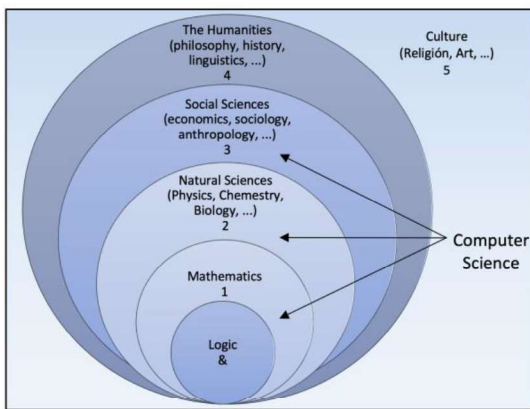 The Humanities
(philosophy, history,
linguistics, ...)
4
Culture
(Religión, Art, ...)
5
Social Sciences
(economics, sociology,
anthropology, ...)
3
Natural Sciences
(Physics, Chemestry,
Biology, ...)
2
Computer
Science
Mathematics
1
Logic
&